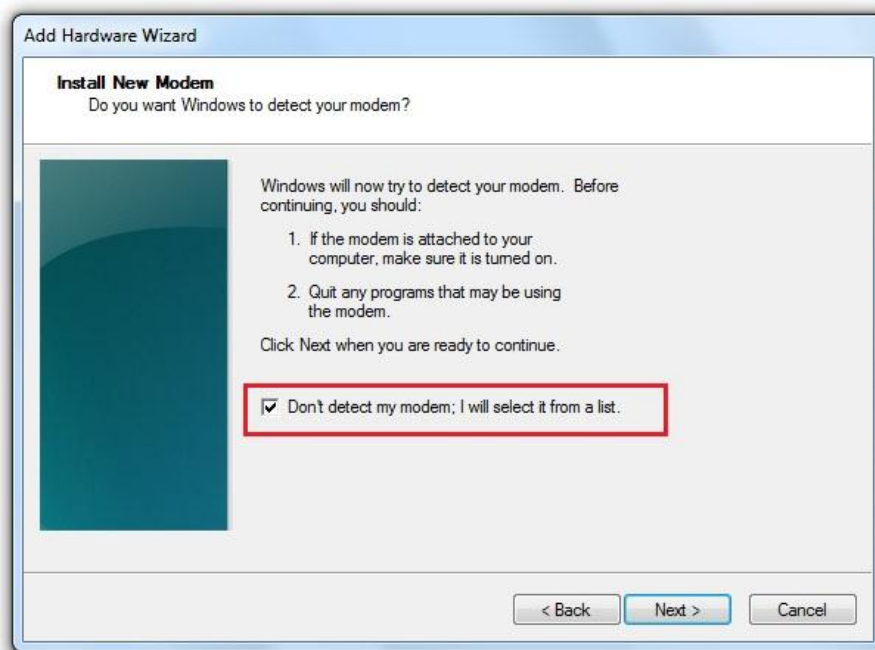 Add Hardware Wizard
Install New Modem
Do you want Windows to detect your modem?
Windows will now try to detect your modem. Before
continuing, you should:
1. If the modem is attached to your
computer, make sure it is turned on.
2. Quit any programs that may be using
the modem.
Click Next when you are ready to continue.
Don't detect my modem; I will select it from a list.
< Back
Next >
Cancel